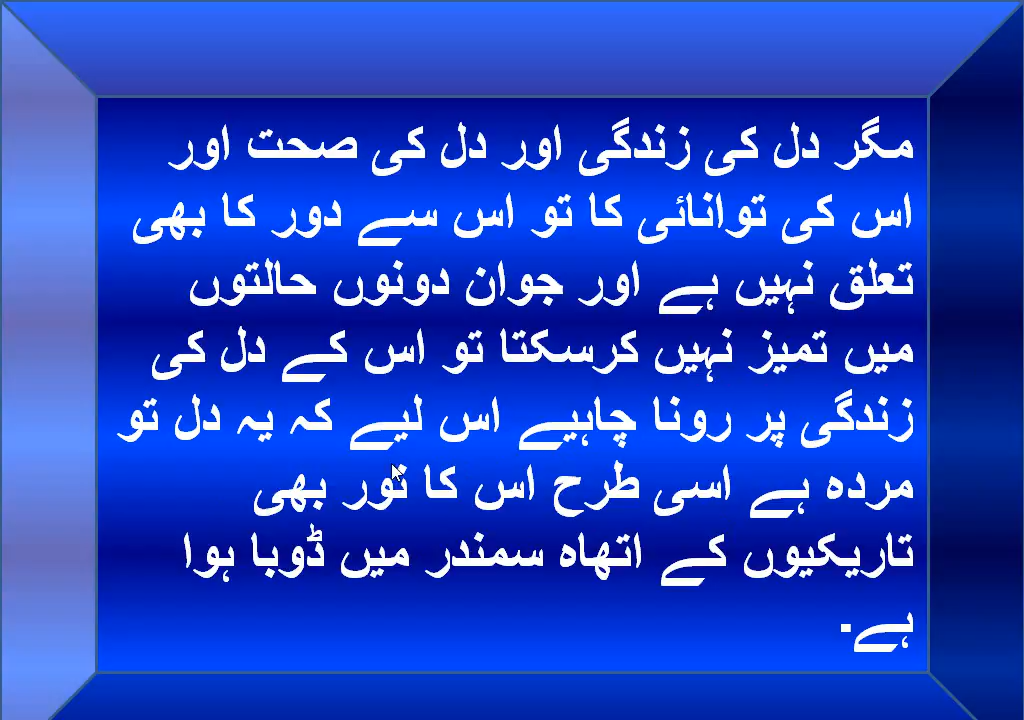 مگر دل کی زندگی اور دل کی صحت اور
اس کی توانائی کا تو اس سے دور کا بھی
تعلق نہیں ہے اور جوان دونوں حالتوں
میں تمیز نہیں کرسکتا تو اس کے دل کی
زندگی پر رونا چاہیے اس لیے کہ یہ دل تو
مردہ ہے اسی طرح اس کا نور بھی
تاریکیوں کے اتھاہ سمندر میں ڈوبا ہوا
ہے۔